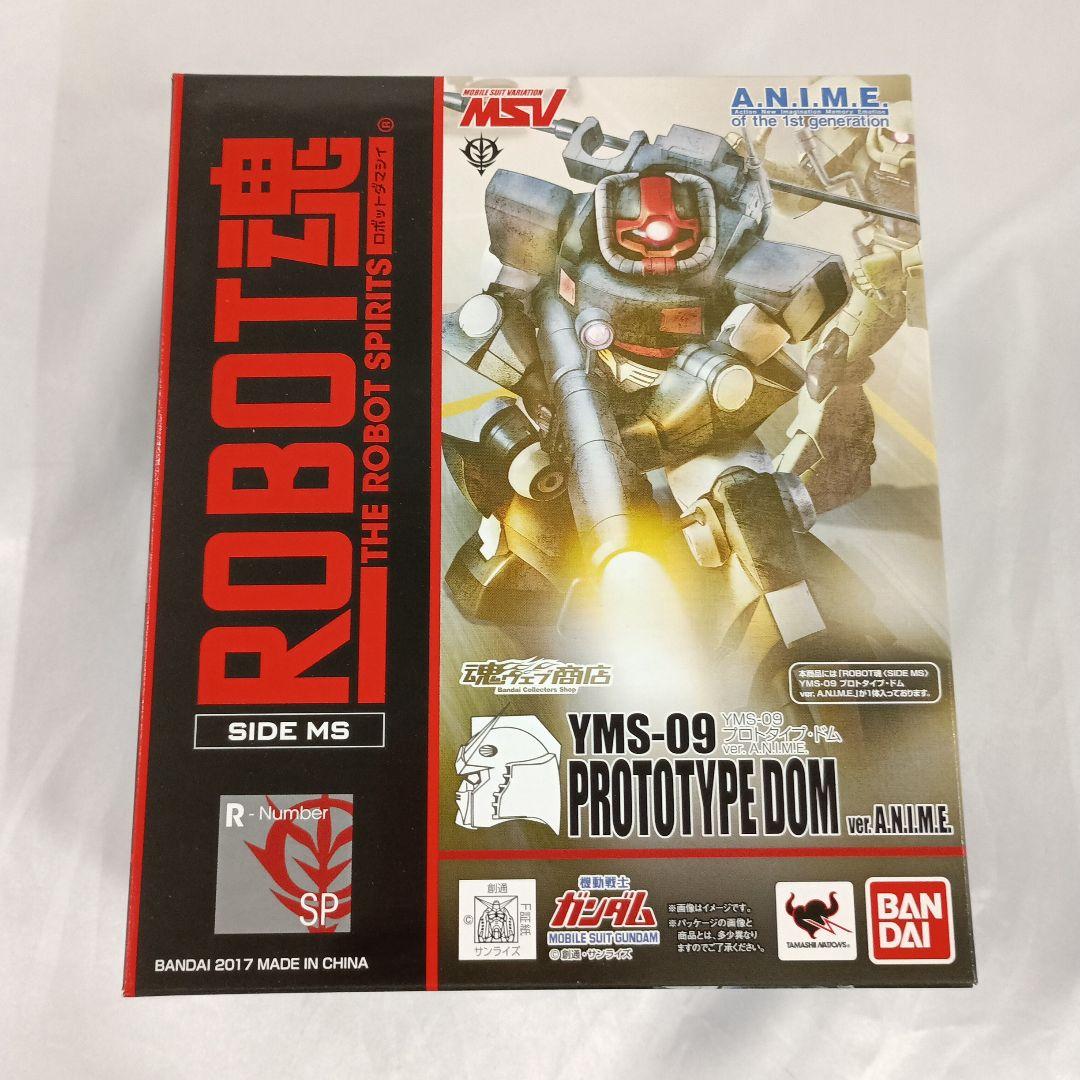 ROBOT魂
THE ROBOT SPIRITS
ロボットダマシイ
®
SIDE MS
R - Number
SP
BANDAI 2017 MADE IN CHINA
MOBILE SUIT VARIATION
MSV
A.N.I.M.E.
Action New Imagination Memory Emotion
of the 1st generation
魂ウェブ商店
Bandai Collectors Shop
本商品には「ROBOT魂〈SIDE MS〉
YMS-09 プロトタイプ・ドム
ver. A.N.I.M.E.」が1体入っております。
YMS-09
YMS-09
プロトタイプ・ドム
ver. A.N.I.M.E.
PROTOTYPE DOM ver. A.N.I.M.E.
創通
©
サンライズ
F証紙
機動戦士
ガンダム
MOBILE SUIT GUNDAM
©創通・サンライズ
※画像はイメージです。
※パッケージの画像と
商品とは、多少異なり
ますのでご了承ください。
TAMASHII NATIONS®
BAN
DAI